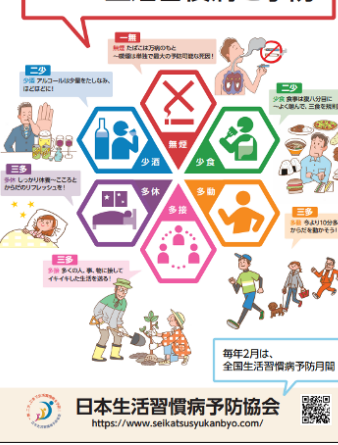 一無
無煙 たばこは万病のもと
一無
二少
少酒 アルコールは少量をたしなみ、
ほどほどに！
二少
少食 食事は腹八分目に
無煙
少酒
少食
三多
多休 しっかり休養〜こころと
からだのリフレッシュを！
多休
多動
多接
三多
多動 今より10分多
からだを動かそう！
三多
多接 多くの人、事、物に接して
イキイキした生活を送る！
毎年2月は、
全国生活習慣病予防月間
日本生活習慣病予防協会
https://www.seikatsusyukanbyo.com/